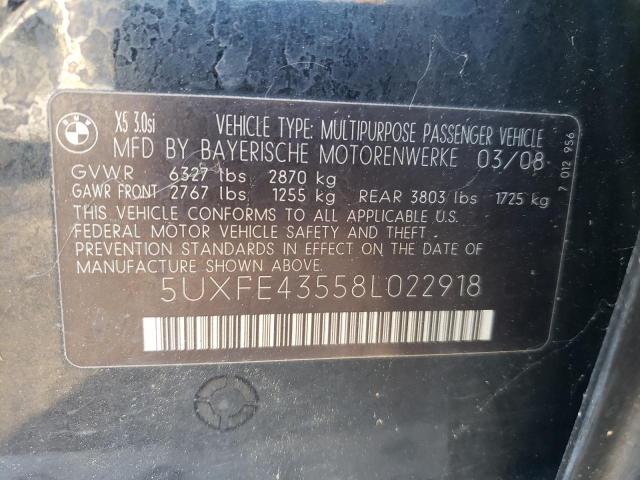 BMW
X5 3.0si VEHICLE TYPE: MULTIPURPOSE PASSENGER VEHICLE
MFD BY BAYERISCHE MOTORENWERKE 03/08
GVWR 6327 lbs 2870 kg
GAWR FRONT 2767 lbs 1255 kg REAR 3803 lbs 1725 kg
THIS VEHICLE CONFORMS TO ALL APPLICABLE U.S.
FEDERAL MOTOR VEHICLE SAFETY AND THEFT
PREVENTION STANDARDS IN EFFECT ON THE DATE OF
MANUFACTURE SHOWN ABOVE.
5UXFE43558L022918
7 012 956